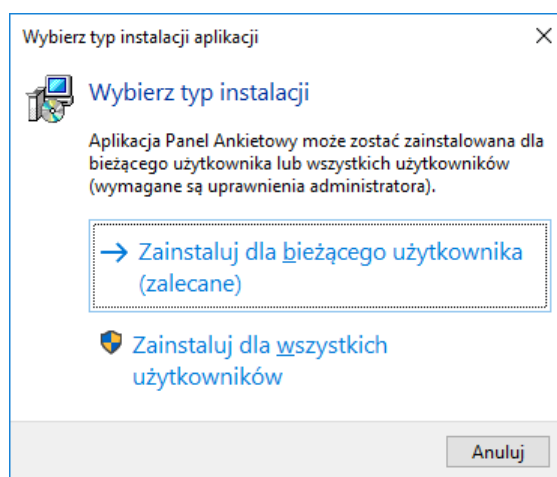 Wybierz typ instalacji aplikacji
Wybierz typ instalacji
Aplikacja Panel Ankietowy może zostać zainstalowana dla
bieżącego użytkownika lub wszystkich użytkowników
(wymagane są uprawnienia administratora).
Zainstaluj dla bieżącego użytkownika
(zalecane)
Zainstaluj dla wszystkich
użytkowników
Anuluj